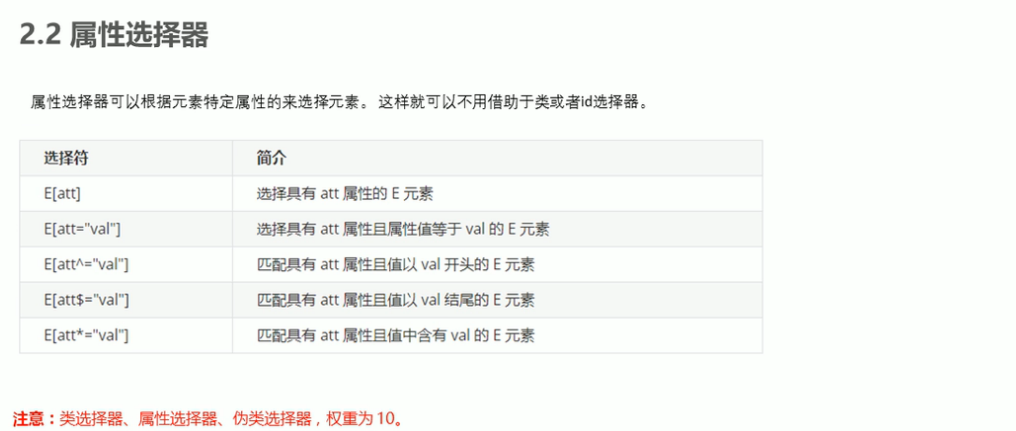 2.2 属性选择器
属性选择器可以根据元素特定属性的来选择元素。 这样就可以不用借助于类或者id选择器。
选择符 简介
E[att] 选择具有 att 属性的 E 元素
E[att="val"] 选择具有 att 属性且属性值等于 val 的 E 元素
E[att^="val"] 匹配具有 att 属性且值以 val 开头的 E 元素
E[att$="val"] 匹配具有 att 属性且值以 val 结尾的 E 元素
E[att*="val"] 匹配具有 att 属性且值中含有 val 的 E 元素
注意：类选择器、属性选择器、伪类选择器，权重为 10。